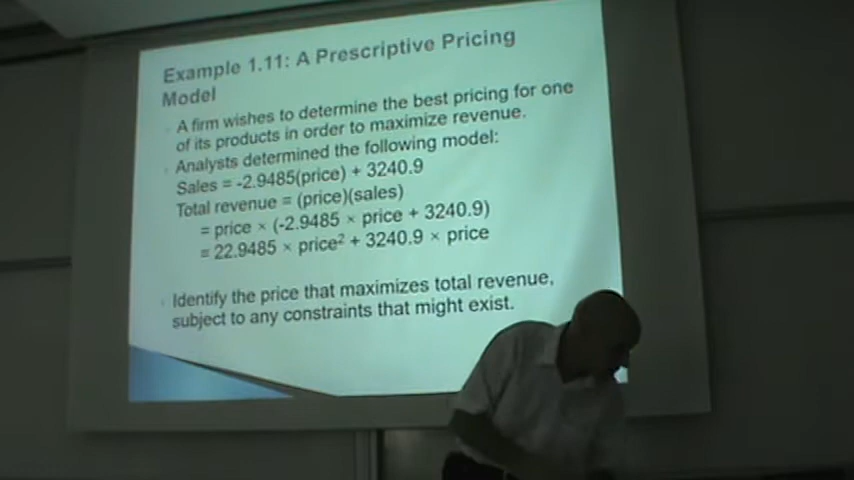 Example 1.11: A Prescriptive Pricing
Model
A firm wishes to determine the best pricing for one
of its products in order to maximize revenue.
Analysts determined the following model:
Sales = -2.9485(price) + 3240.9
Total revenue = (price)(sales)
= price × (-2.9485 × price + 3240.9)
= 22.9485 × price² + 3240.9 × price
Identify the price that maximizes total revenue,
subject to any constraints that might exist.